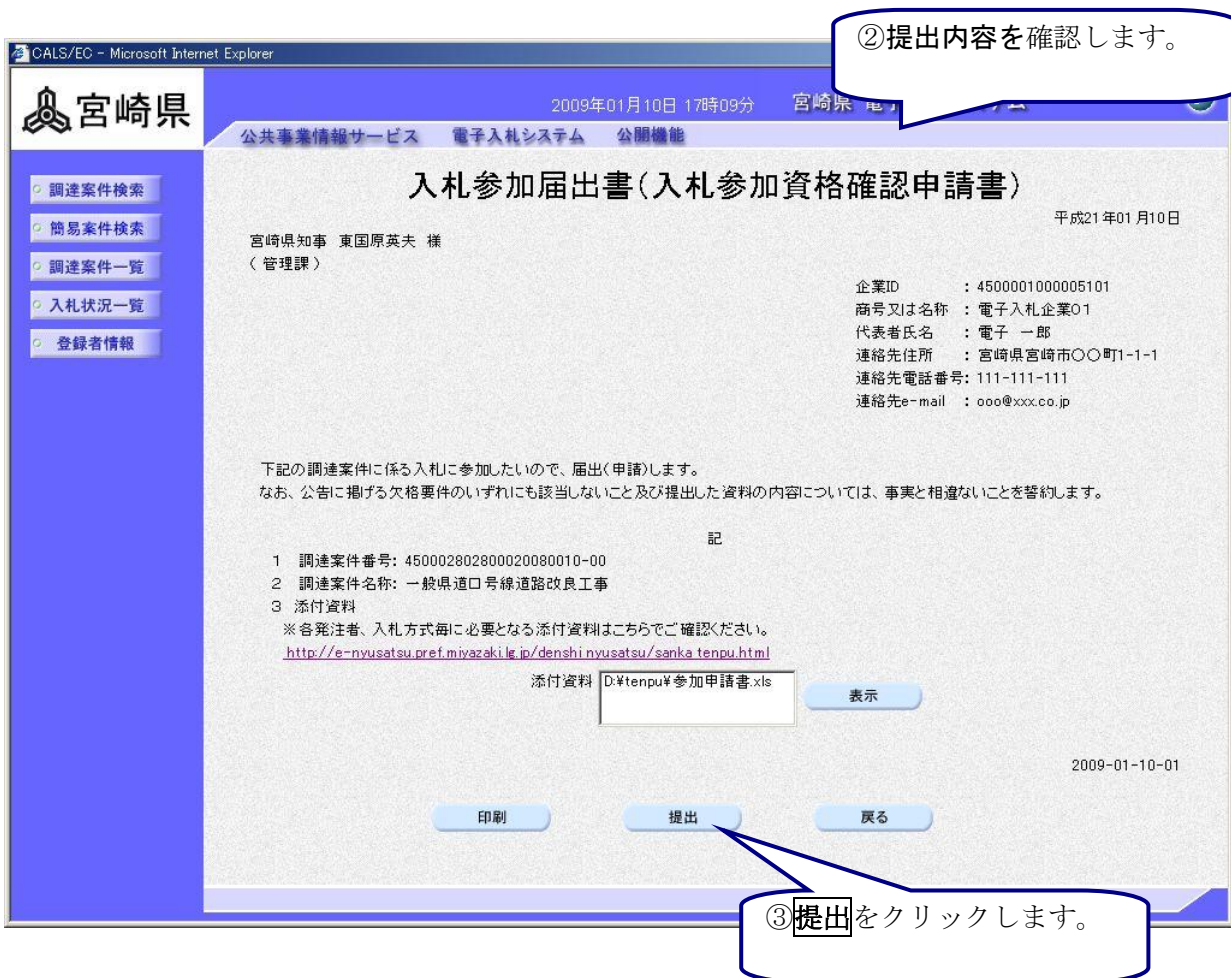 ②提出内容を確認します。
CALS/EC - Microsoft Internet Explorer
宮崎県
2009年01月10日 17時09分 宮崎県
公共事業情報サービス 電子入札システム 公開機能
調達案件検索
簡易案件検索
調達案件一覧
入札状況一覧
登録者情報
入札参加届出書(入札参加資格確認申請書)
平成21年01月10日
宮崎県知事 東国原英夫 様
(管理課)
企業ID : 4500001000005101
商号又は名称 : 電子入札企業01
代表者氏名 : 電子 一郎
連絡先住所 : 宮崎県宮崎市〇〇町1-1-1
連絡先電話番号: 111-111-111
連絡先e-mail : ooo@xxx.co.jp
下記の調達案件に係る入札に参加したいので、届出(申請)します。
なお、公告に掲げる欠格要件のいずれにも該当しないこと及び提出した資料の内容については、事実と相違ないことを誓約します。
記
1 調達案件番号: 450002802800020080010-00
2 調達案件名称: 一般県道口号線道路改良工事
3 添付資料
※各発注者、入札方式毎に必要となる添付資料はこちらでご確認ください。
http://e-nyusatsu.pref.miyazaki.lg.jp/denshi nyusatsu/sanka tenpu.html
添付資料 D:¥tenpu¥参加申請書.xls 表示
2009-01-10-01
印刷 提出 戻る
③提出をクリックします。